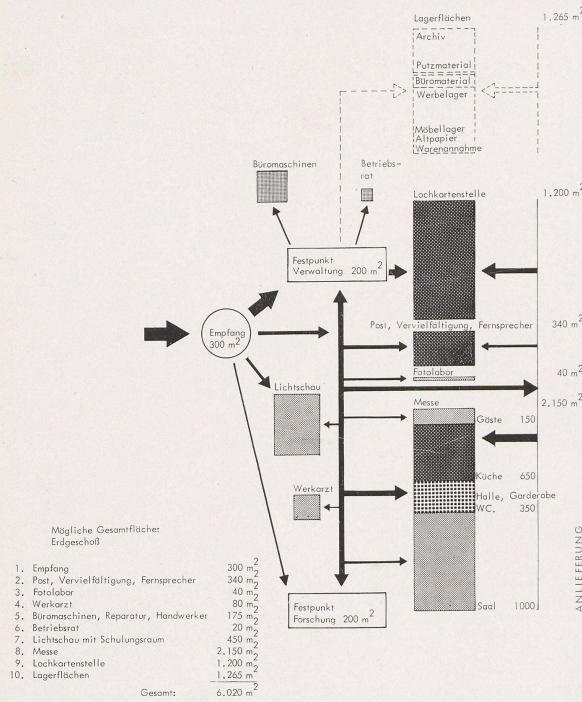 Lagerflächen 1.265 m²
Archiv
Putzmaterial
Büromaterial
Werbelager
Möbellager
Altpapier
Warenannahme
Büromaschinen
Betriebs-
rat
Lochkartenstelle 1.200 m²
Festpunkt
Verwaltung 200 m²
Empfang
300 m²
Post, Vervielfältigung, Fernsprecher 340 m²
Fotolabor 40 m²
Lichtschau
Messe 2.150 m²
Gäste 150
Küche 650
Halle, Garderobe
WC. 350
Saal 1000
Werkarzt
Festpunkt
Forschung 200 m²
ANLIEFERUNG
Mögliche Gesamtfläche:
Erdgeschoß
1. Empfang 300 m²
2. Post, Vervielfältigung, Fernsprecher 340 m²
3. Fotolabor 40 m²
4. Werkarzt 80 m²
5. Büromaschinen, Reparatur, Handwerker 175 m²
6. Betriebsrat 20 m²
7. Lichtschau mit Schulungsraum 450 m²
8. Messe 2.150 m²
9. Lochkartenstelle 1.200 m²
10. Lagerflächen 1.265 m²
Gesamt: 6.020 m²